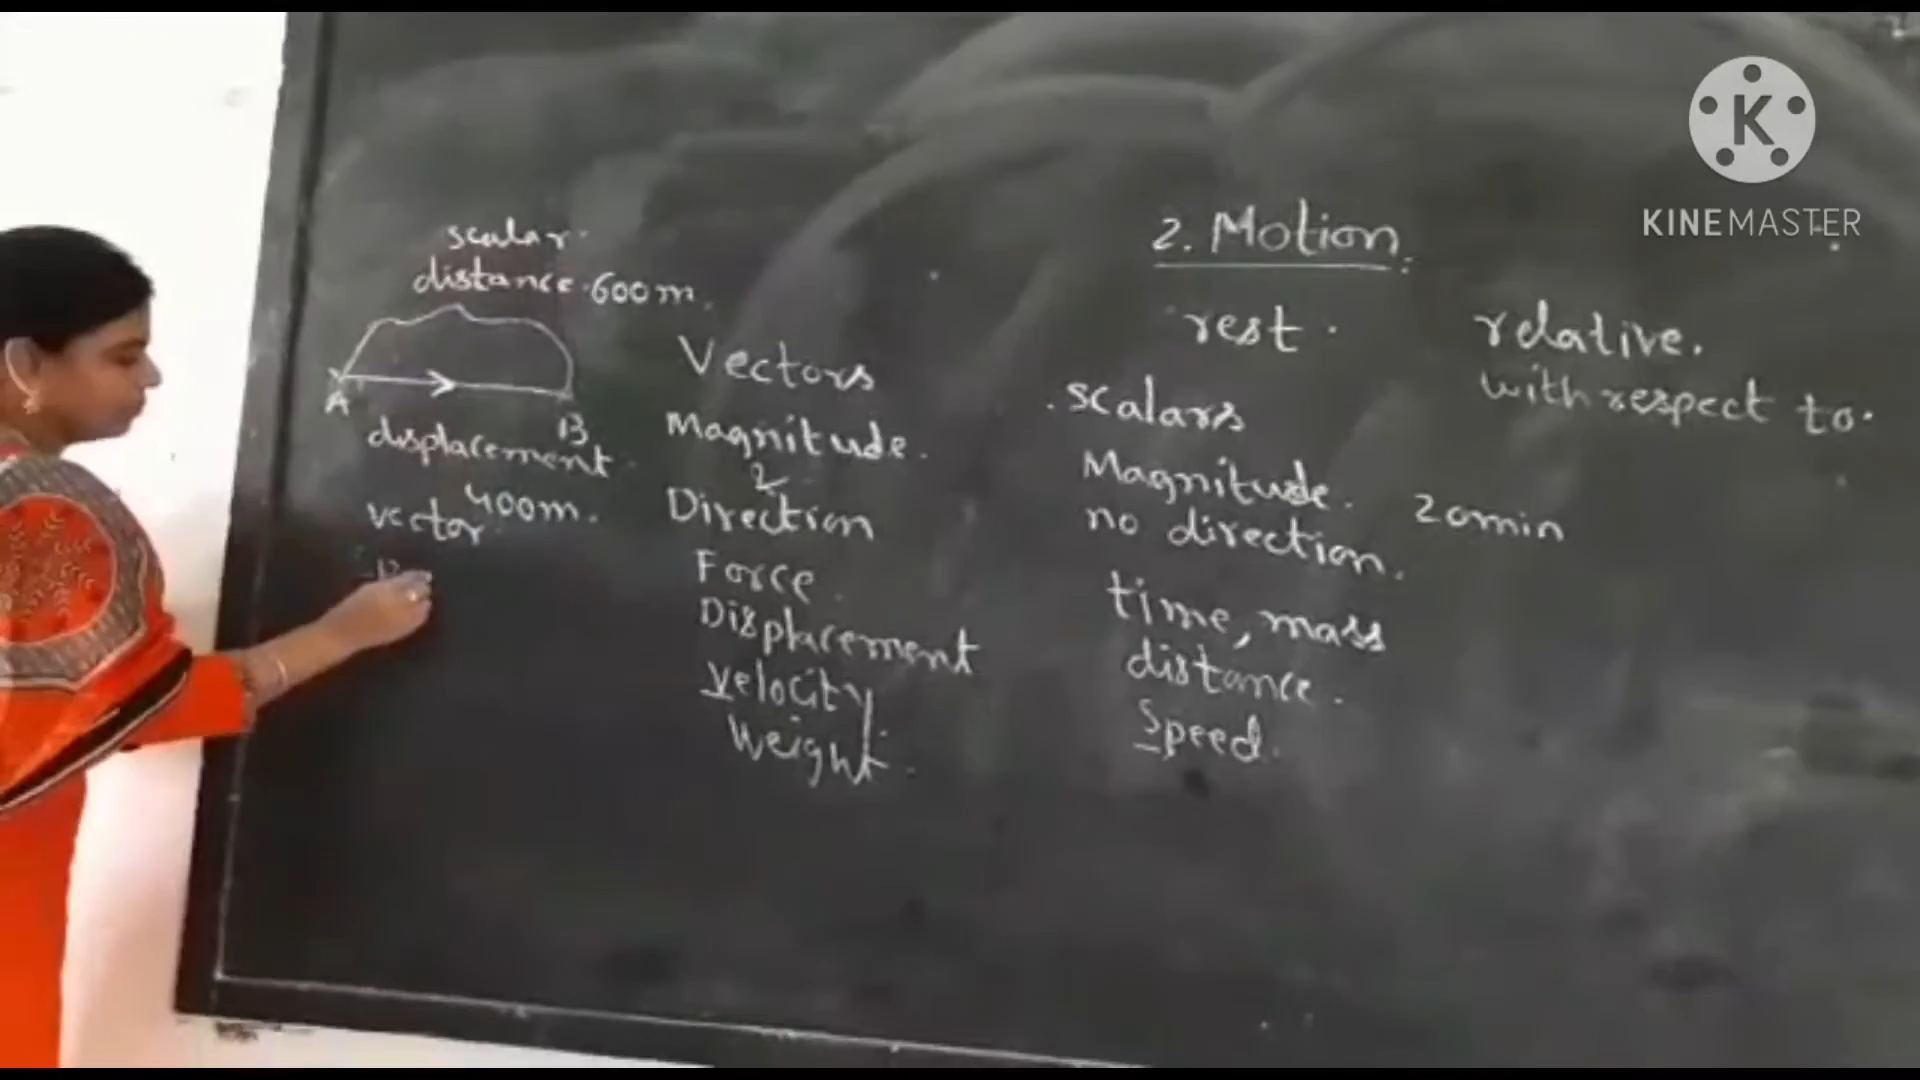 scalar.
distance.600m.
A
B
displacement.
400m.
vector.
Vectors
Magnitude.
&
Direction
Force.
Displacement
Velocity
Weight.
2. Motion.
rest.
relative.
with respect to.
scalars
Magnitude.
no direction.
20min
time, mass
distance.
Speed.
K
KINEMASTER